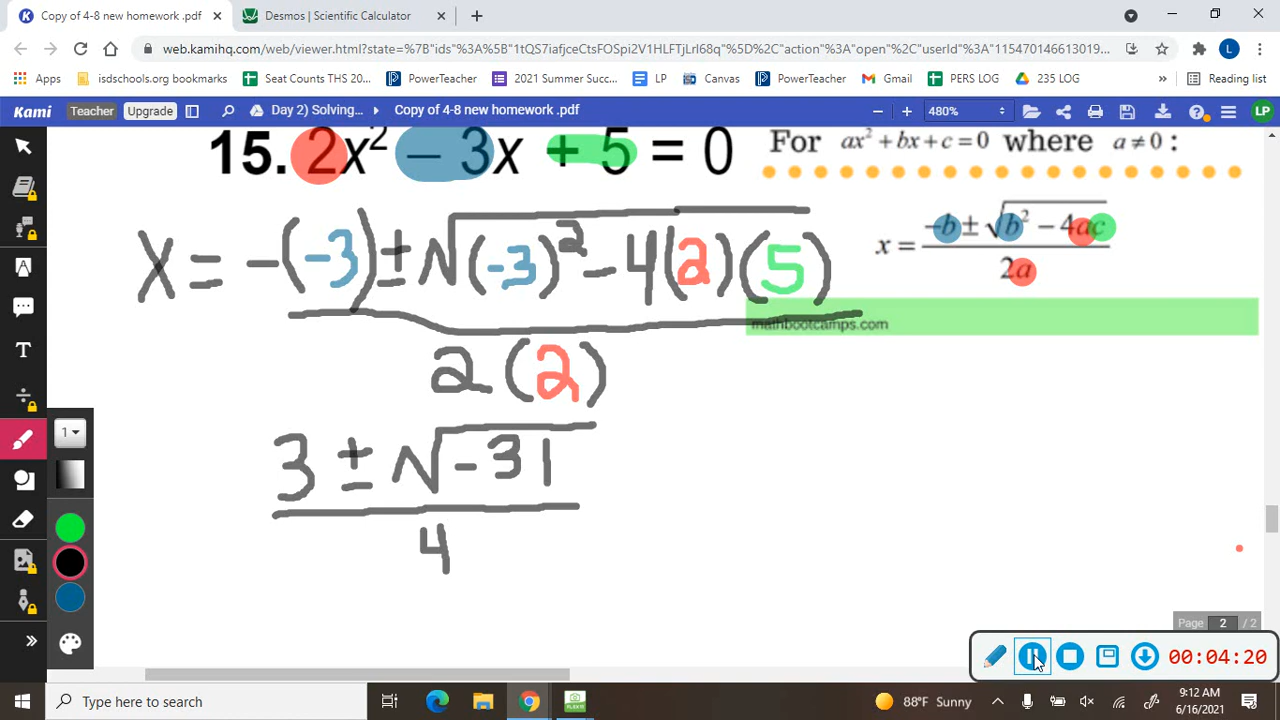 Copy of 4-8 new homework .pdf
Desmos | Scientific Calculator
web.kamihq.com/web/viewer.html?state=%7B"ids"%3A%5B"1tQS7iafjceCtsFOSpi2V1HLFTjLrl68q"%5D%2C"action"%3A"open"%2C"userId"%3A"115470146613019...
Apps
isdschools.org bookmarks
Seat Counts THS 20...
PowerTeacher
2021 Summer Succ...
LP
Canvas
PowerTeacher
Gmail
PERS LOG
235 LOG
»
Reading list
Kami
Teacher
Upgrade
Day 2) Solving...
Copy of 4-8 new homework .pdf
480%
LP
15. 2x² – 3x + 5 = 0
For ax² + bx + c = 0 where a ≠ 0 :
X = -(-3) ± √(-3)² - 4(2)(5)
2(2)
x = -b ± √b² − 4ac
2a
mathbootcamps.com
3 ± √-31
4
1
Page 2 / 2
00:04:20
Type here to search
88°F Sunny
9:12 AM
6/16/2021